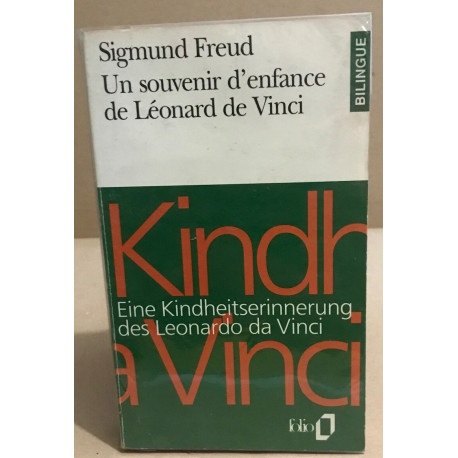 Sigmund Freud
Un souvenir d'enfance
de Léonard de Vinci
BILINGUE
Kindh
Eine Kindheitserinnerung
des Leonardo da Vinci
a Vinci
folio